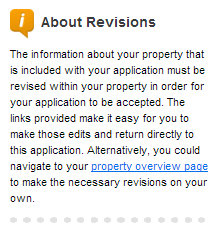 i About Revisions
The information about your property that
is included with your application must be
revised within your property in order for
your application to be accepted. The
links provided make it easy for you to
make those edits and return directly to
this application. Alternatively, you could
navigate to your property overview page
to make the necessary revisions on your
own.